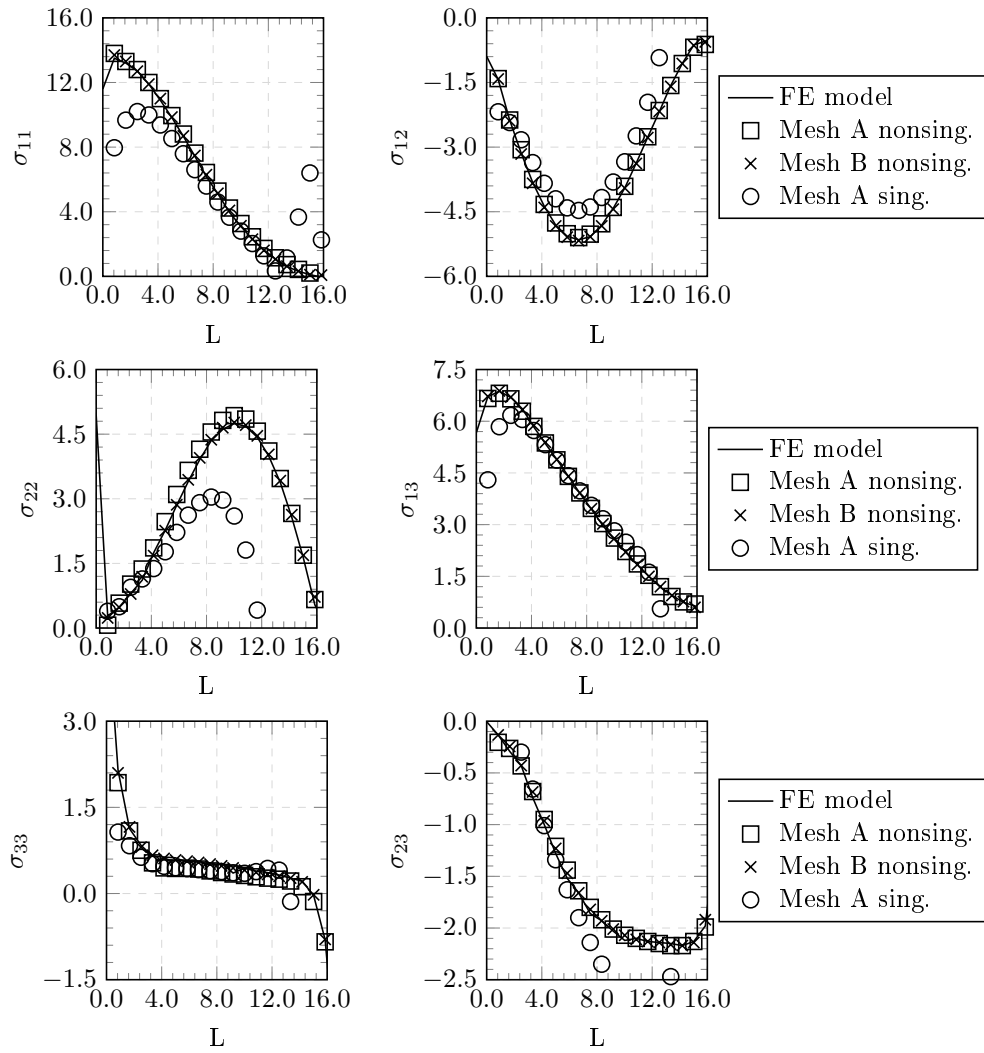 16.0
12.0
8.0
4.0
0.0
σ11
0.0 4.0 8.0 12.0 16.0
L
0.0
−1.5
−3.0
−4.5
−6.0
σ12
0.0 4.0 8.0 12.0 16.0
L
FE model
Mesh A nonsing.
Mesh B nonsing.
Mesh A sing.
6.0
4.5
3.0
1.5
0.0
σ22
0.0 4.0 8.0 12.0 16.0
L
7.5
6.0
4.5
3.0
1.5
0.0
σ13
0.0 4.0 8.0 12.0 16.0
L
FE model
Mesh A nonsing.
Mesh B nonsing.
Mesh A sing.
3.0
1.5
0.0
−1.5
σ33
0.0 4.0 8.0 12.0 16.0
L
0.0
−0.5
−1.0
−1.5
−2.0
−2.5
σ23
0.0 4.0 8.0 12.0 16.0
L
FE model
Mesh A nonsing.
Mesh B nonsing.
Mesh A sing.